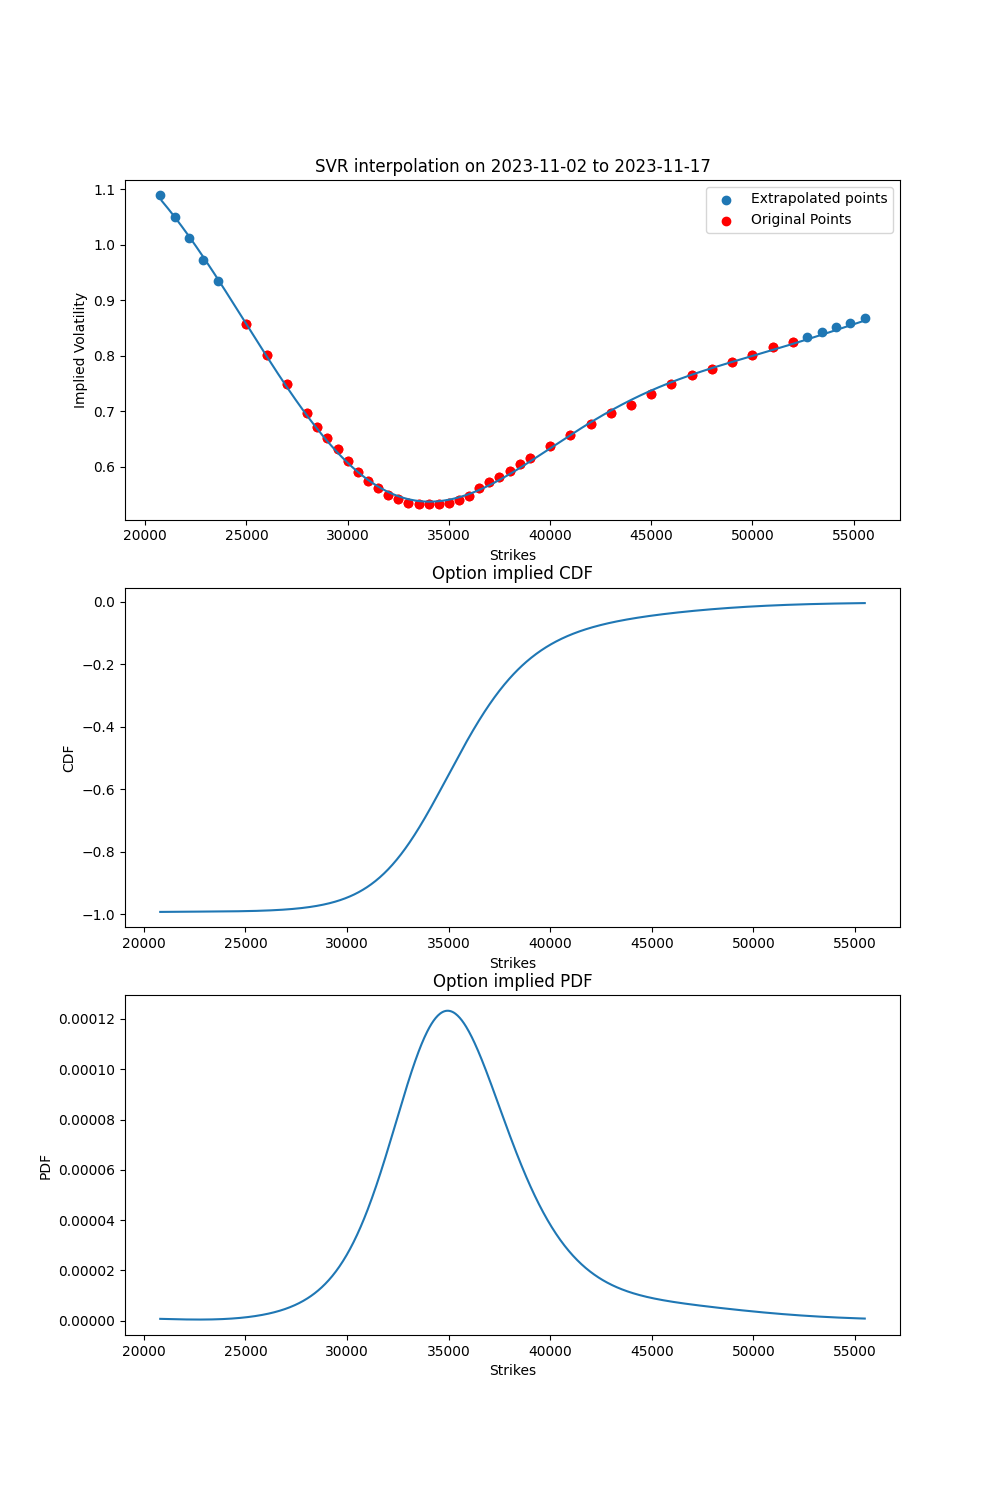 SVR interpolation on 2023-11-02 to 2023-11-17
1.1
1.0
0.9
0.8
0.7
0.6
Implied Volatility
Extrapolated points
Original Points
20000 25000 30000 35000 40000 45000 50000 55000
Strikes
Option implied CDF
0.0
−0.2
−0.4
−0.6
−0.8
−1.0
CDF
20000 25000 30000 35000 40000 45000 50000 55000
Strikes
Option implied PDF
0.00012
0.00010
0.00008
0.00006
0.00004
0.00002
0.00000
PDF
20000 25000 30000 35000 40000 45000 50000 55000
Strikes